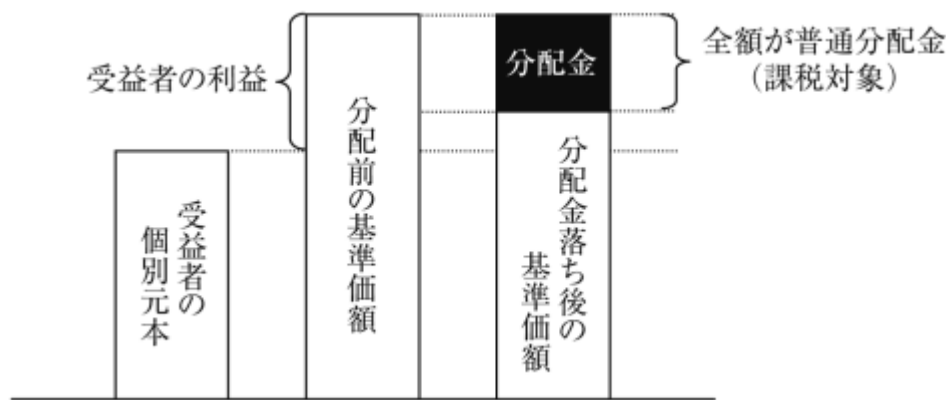 受益者の利益
受益者の
個別元本
分配前の基準価額
分配金
分配金落ち後の
基準価額
全額が普通分配金
（課税対象）